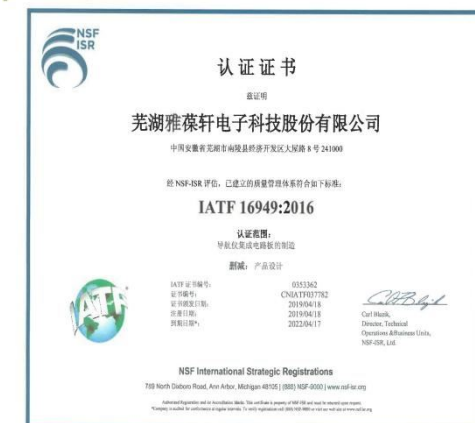 NSF
ISR
认证证书
兹证明
芜湖雅葆轩电子科技股份有限公司
中国安徽省芜湖市南陵县经济开发区大屋路 8 号 241000
经 NSF-ISR 评估，已建立的质量管理体系符合如下标准：
IATF 16949:2016
认证范围：
导航仪集成电路板的制造
删减： 产品设计
IATF 证书编号： 0353362
证书编号： CNIATF037782
证书颁发日期： 2019/04/18
注册日期： 2019/04/18
到期日期*： 2022/04/17
IATF
Carl Blazik,
Director, Technical
Operations &Business Units,
NSF-ISR, Ltd.
NSF International Strategic Registrations
789 North Dixboro Road, Ann Arbor, Michigan 48105 | (888) NSF-9000 | www.nsf-isr.org